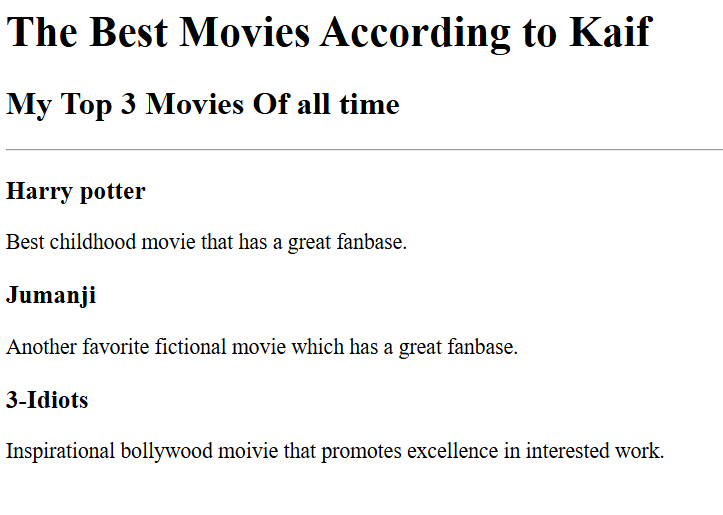 The Best Movies According to Kaif
My Top 3 Movies Of all time
Harry potter
Best childhood movie that has a great fanbase.
Jumanji
Another favorite fictional movie which has a great fanbase.
3-Idiots
Inspirational bollywood moivie that promotes excellence in interested work.